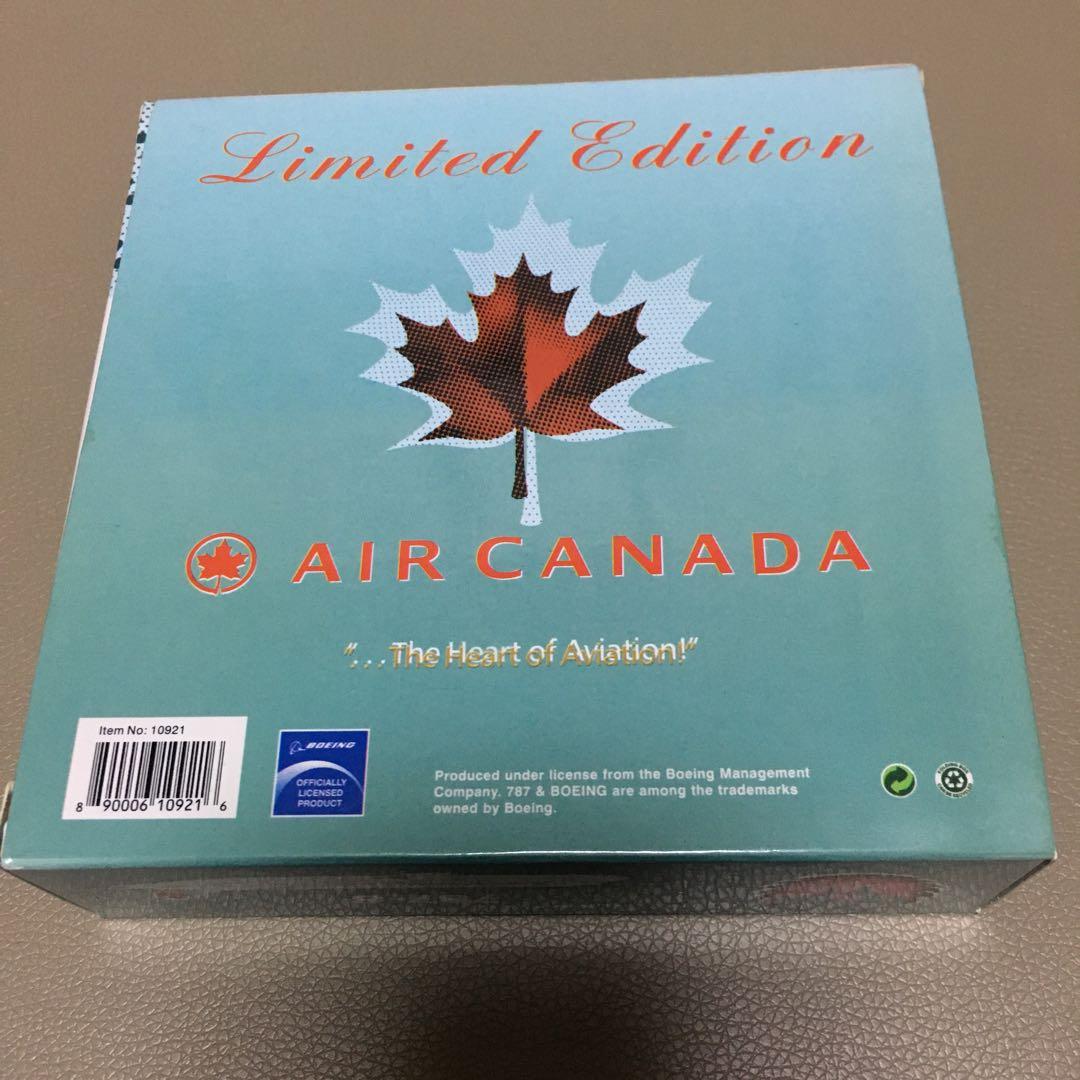 Limited Edition
AIR CANADA
"...The Heart of Aviation!"
Item No: 10921
8 90006 10921 6
BOEING
OFFICIALLY
LICENSED
PRODUCT
Produced under license from the Boeing Management
Company. 787 & BOEING are among the trademarks
owned by Boeing.